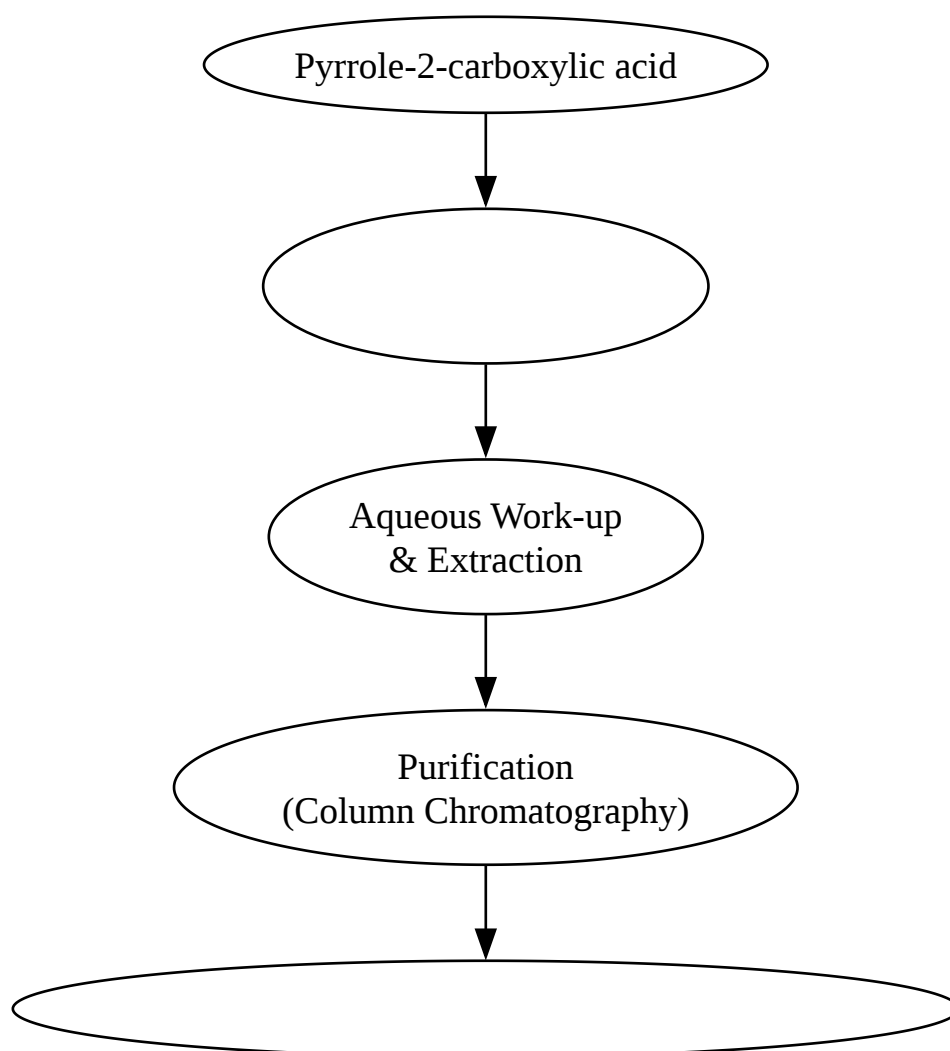 Pyrrole-2-carboxylic acid
Aqueous Work-up
& Extraction
Purification
(Column Chromatography)